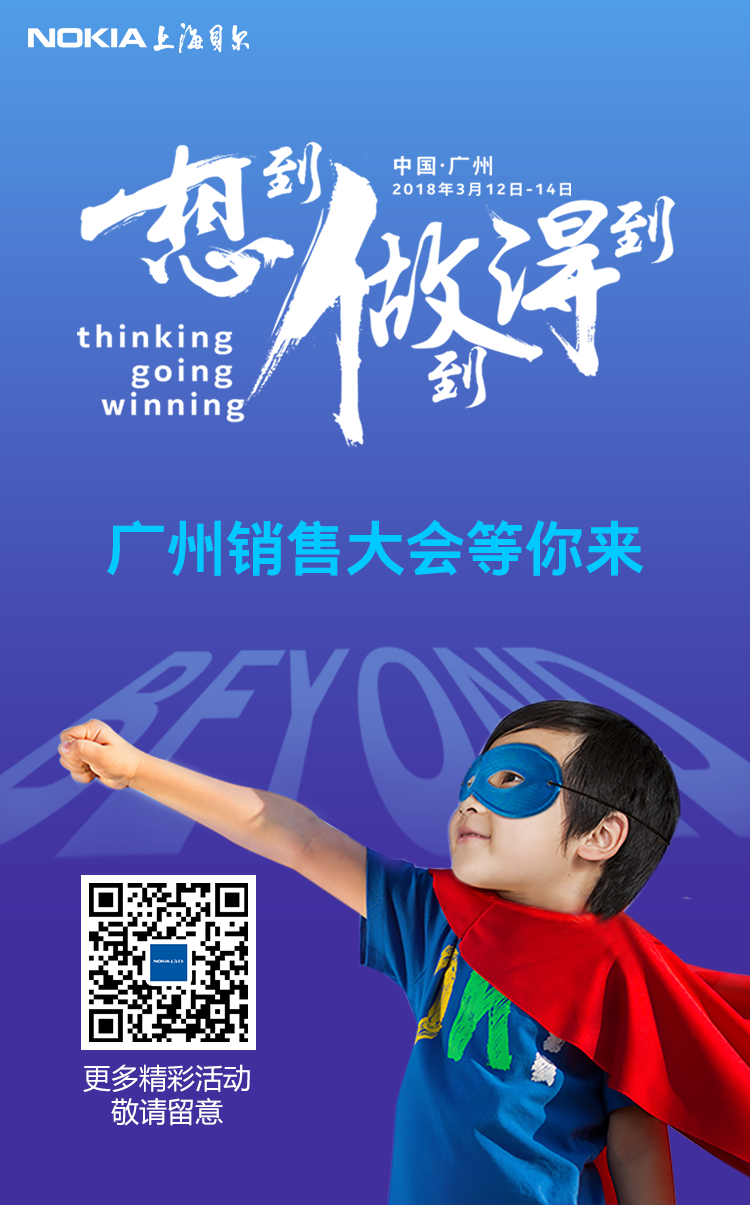 NOKIA 上海贝尔
中国·广州
2018年3月12日-14日
想到
做到
得到
thinking
going
winning
广州销售大会等你来
BEYOND
更多精彩活动
敬请留意